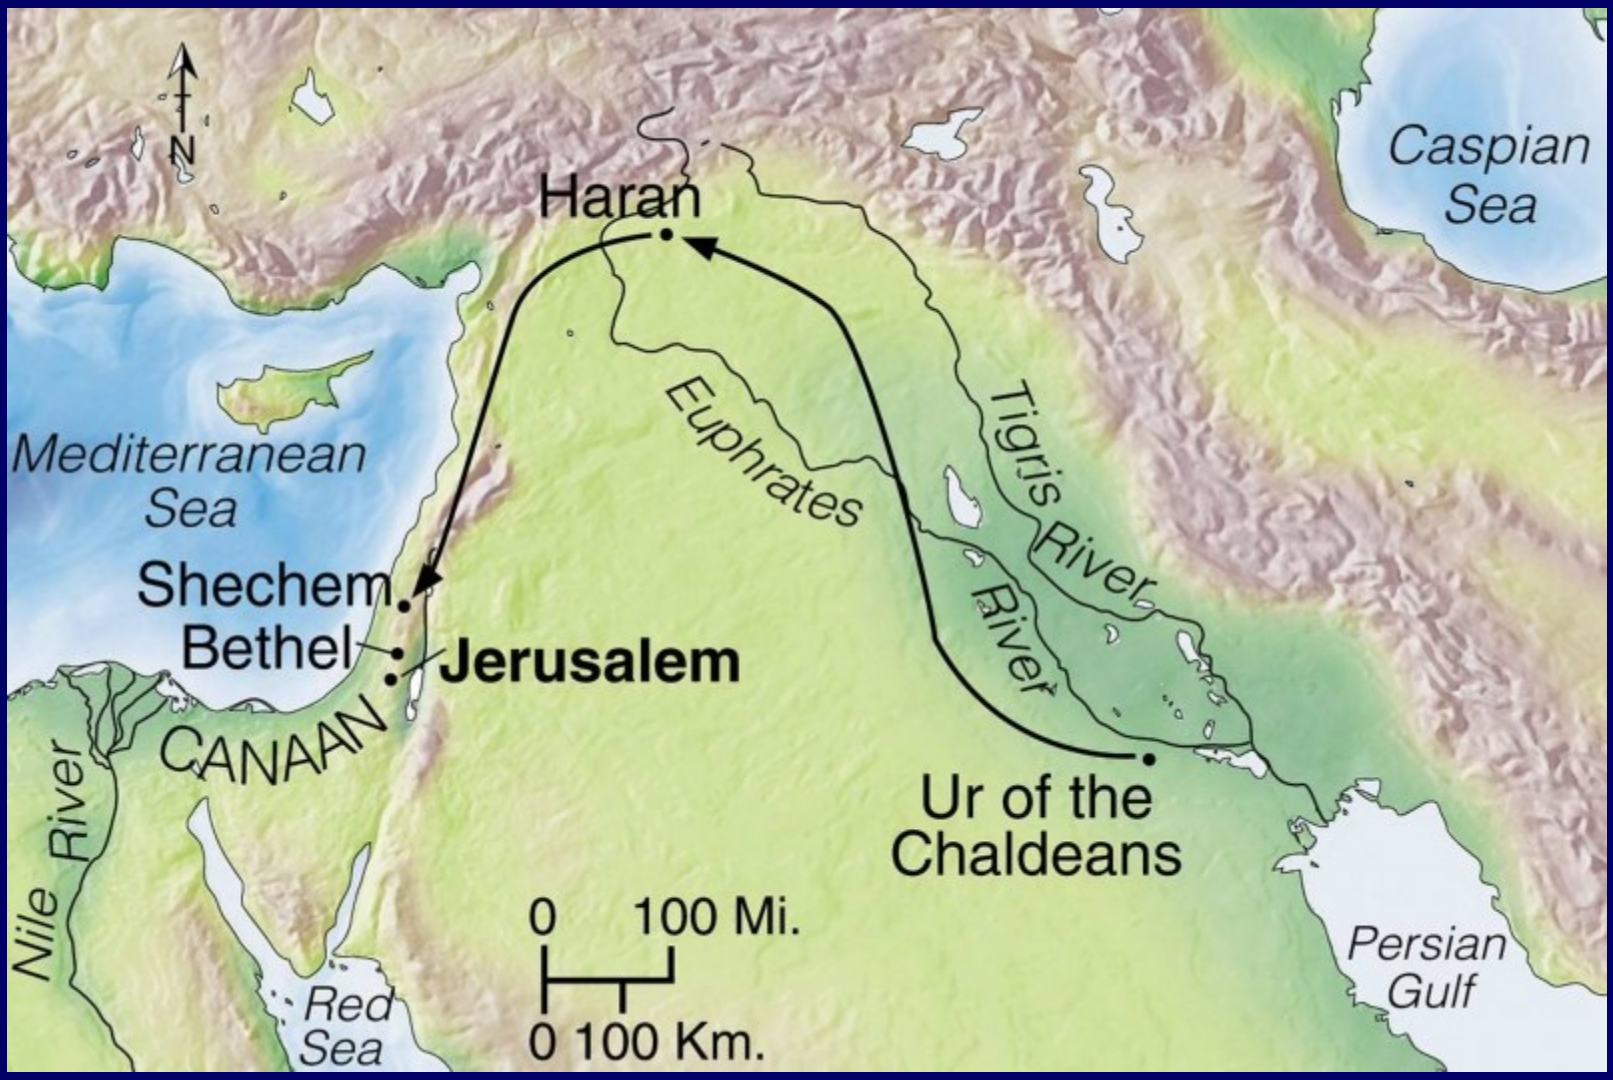 N
Caspian
Sea
Haran
Mediterranean
Sea
Euphrates
River
Tigris
River
Shechem
Bethel
Jerusalem
CANAAN
Nile River
Ur of the
Chaldeans
0 100 Mi.
0 100 Km.
Red
Sea
Persian
Gulf